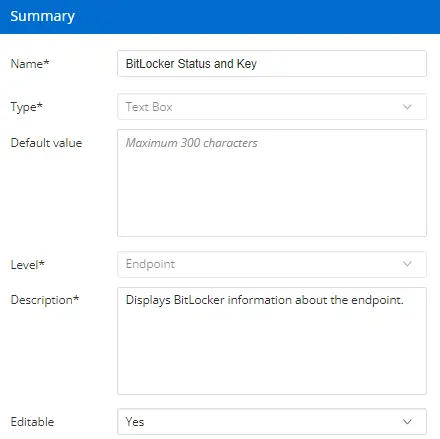 Summary
Name* BitLocker Status and Key
Type* Text Box
Default value Maximum 300 characters
Level* Endpoint
Description* Displays BitLocker information about the endpoint.
Editable Yes